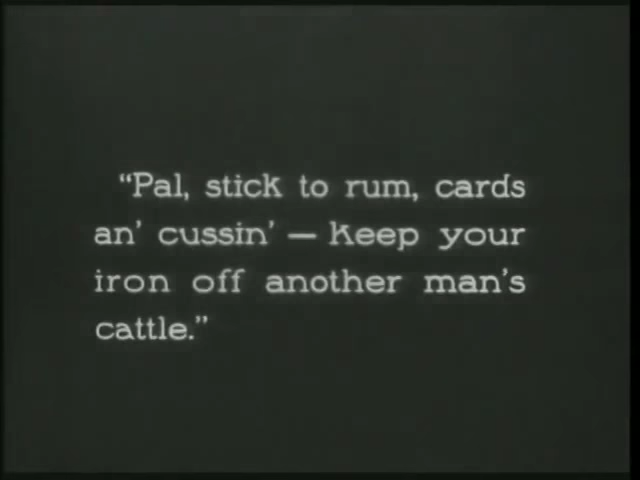 “Pal, stick to rum, cards
an’ cussin’ — keep your
iron off another man’s
cattle.”